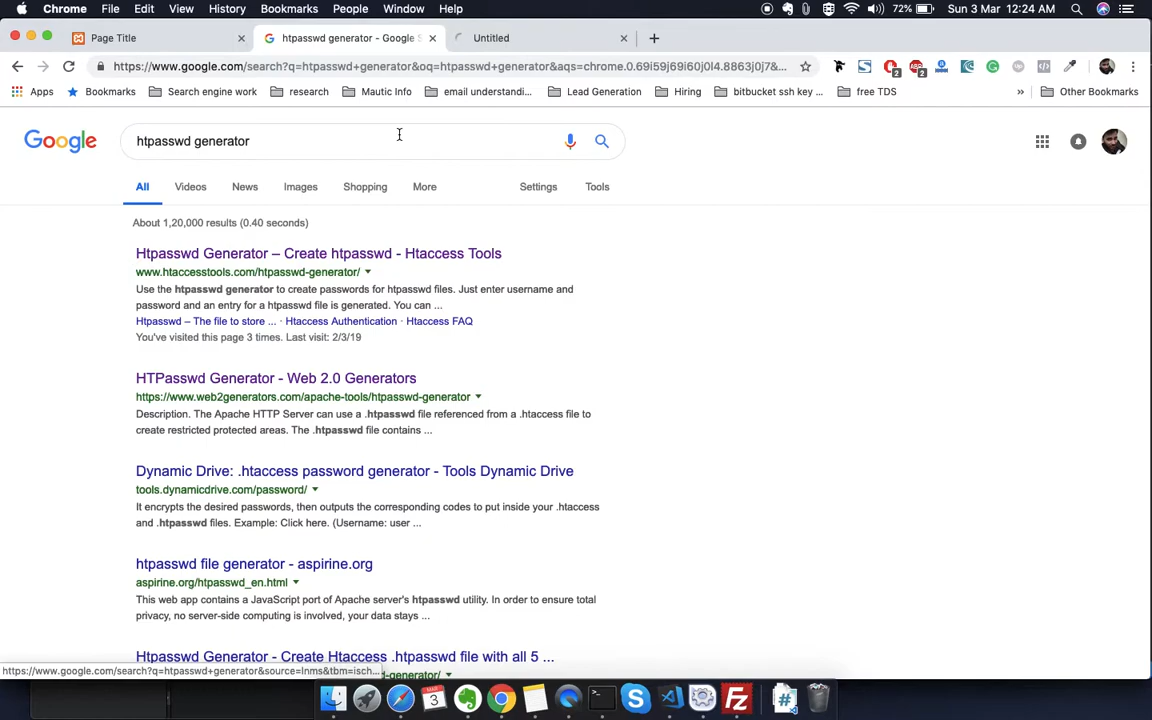 Chrome File Edit View History Bookmarks People Window Help 72% Sun 3 Mar 12:24 AM
Page Title htpasswd generator - Google S Untitled
https://www.google.com/search?q=htpasswd+generator&oq=htpasswd+generator&aqs=chrome.0.69i59j69i60j0l4.8863j0j7&...
Apps Bookmarks Search engine work research Mautic Info email understandi... Lead Generation Hiring bitbucket ssh key ... free TDS » Other Bookmarks
Google htpasswd generator
All Videos News Images Shopping More Settings Tools
About 1,20,000 results (0.40 seconds)
Htpasswd Generator – Create htpasswd - Htaccess Tools
www.htaccesstools.com/htpasswd-generator/
Use the htpasswd generator to create passwords for htpasswd files. Just enter username and
password and an entry for a htpasswd file is generated. You can ...
Htpasswd – The file to store ... · Htaccess Authentication · Htaccess FAQ
You've visited this page 3 times. Last visit: 2/3/19
HTPasswd Generator - Web 2.0 Generators
https://www.web2generators.com/apache-tools/htpasswd-generator
Description. The Apache HTTP Server can use a .htpasswd file referenced from a .htaccess file to
create restricted protected areas. The .htpasswd file contains ...
Dynamic Drive: .htaccess password generator - Tools Dynamic Drive
tools.dynamicdrive.com/password/
It encrypts the desired passwords, then outputs the corresponding codes to put inside your .htaccess
and .htpasswd files. Example: Click here. (Username: user ...
htpasswd file generator - aspirine.org
aspirine.org/htpasswd_en.html
This web app contains a JavaScript port of Apache server's htpasswd utility. In order to ensure total
privacy, no server-side computing is involved, your data stays ...
Htpasswd Generator - Create Htaccess .htpasswd file with all 5 ...
https://www.google.com/search?q=htpasswd+generator&source=lnms&tbm=isch... d-generator/